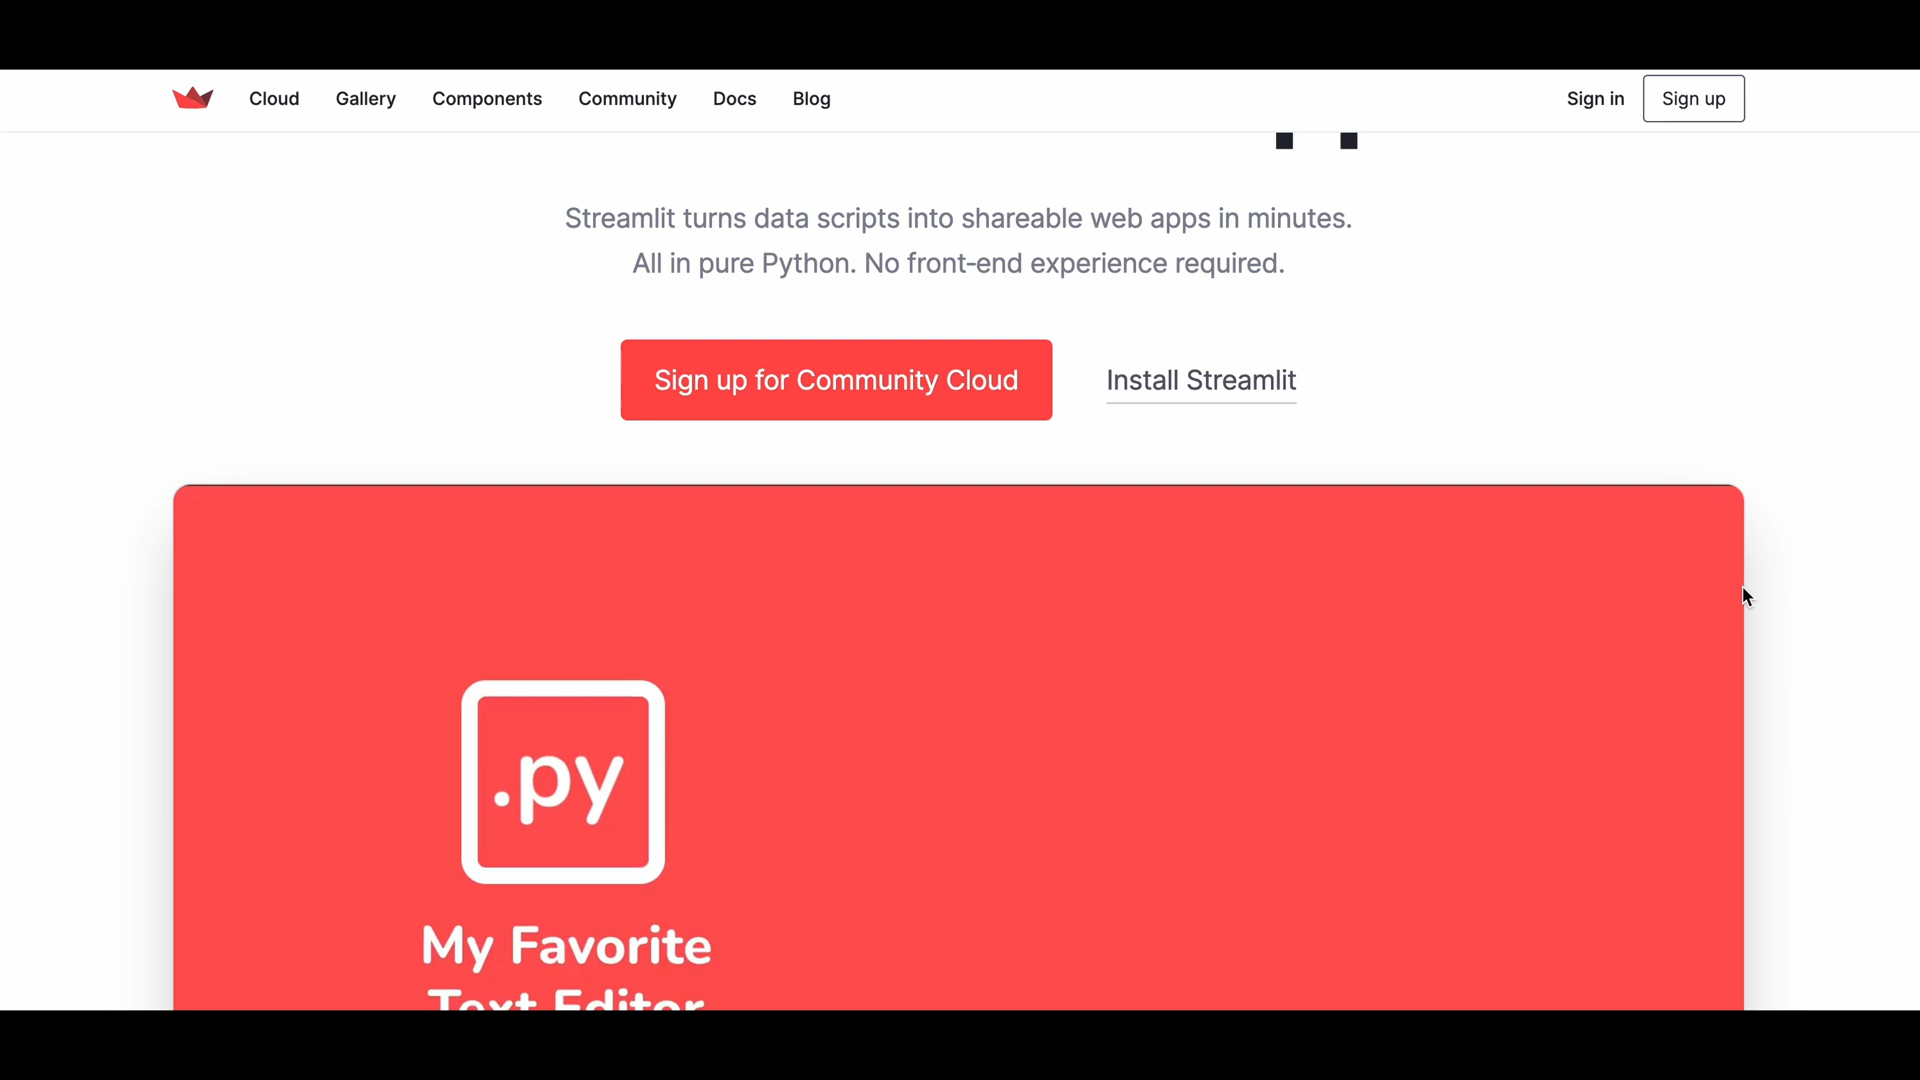 Cloud Gallery Components Community Docs Blog Sign in Sign up
Streamlit turns data scripts into shareable web apps in minutes.
All in pure Python. No front-end experience required.
Sign up for Community Cloud Install Streamlit
.py
My Favorite
Text Editor